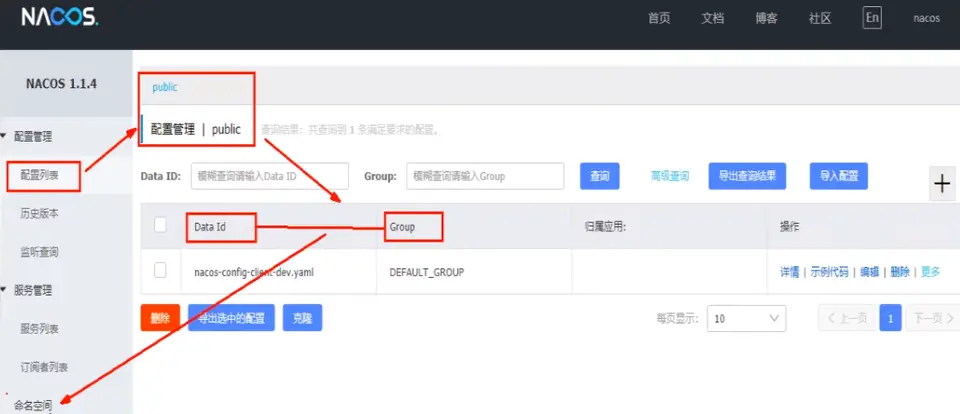 NACOS.
首页 文档 博客 社区 En nacos
NACOS 1.1.4
public
配置管理 | public 查询结果：共查询到 1 条满足要求的配置。
配置管理
配置列表
历史版本
监听查询
服务管理
服务列表
订阅者列表
命名空间
Data ID: 模糊查询请输入Data ID Group: 模糊查询请输入Group 查询 高级查询 导出查询结果 导入配置
Data Id Group 归属应用: 操作
nacos-config-client-dev.yaml DEFAULT_GROUP 详情 | 示例代码 | 编辑 | 删除 | 更多
删除 导出选中的配置 克隆 每页显示: 10 上一页 1 下一页